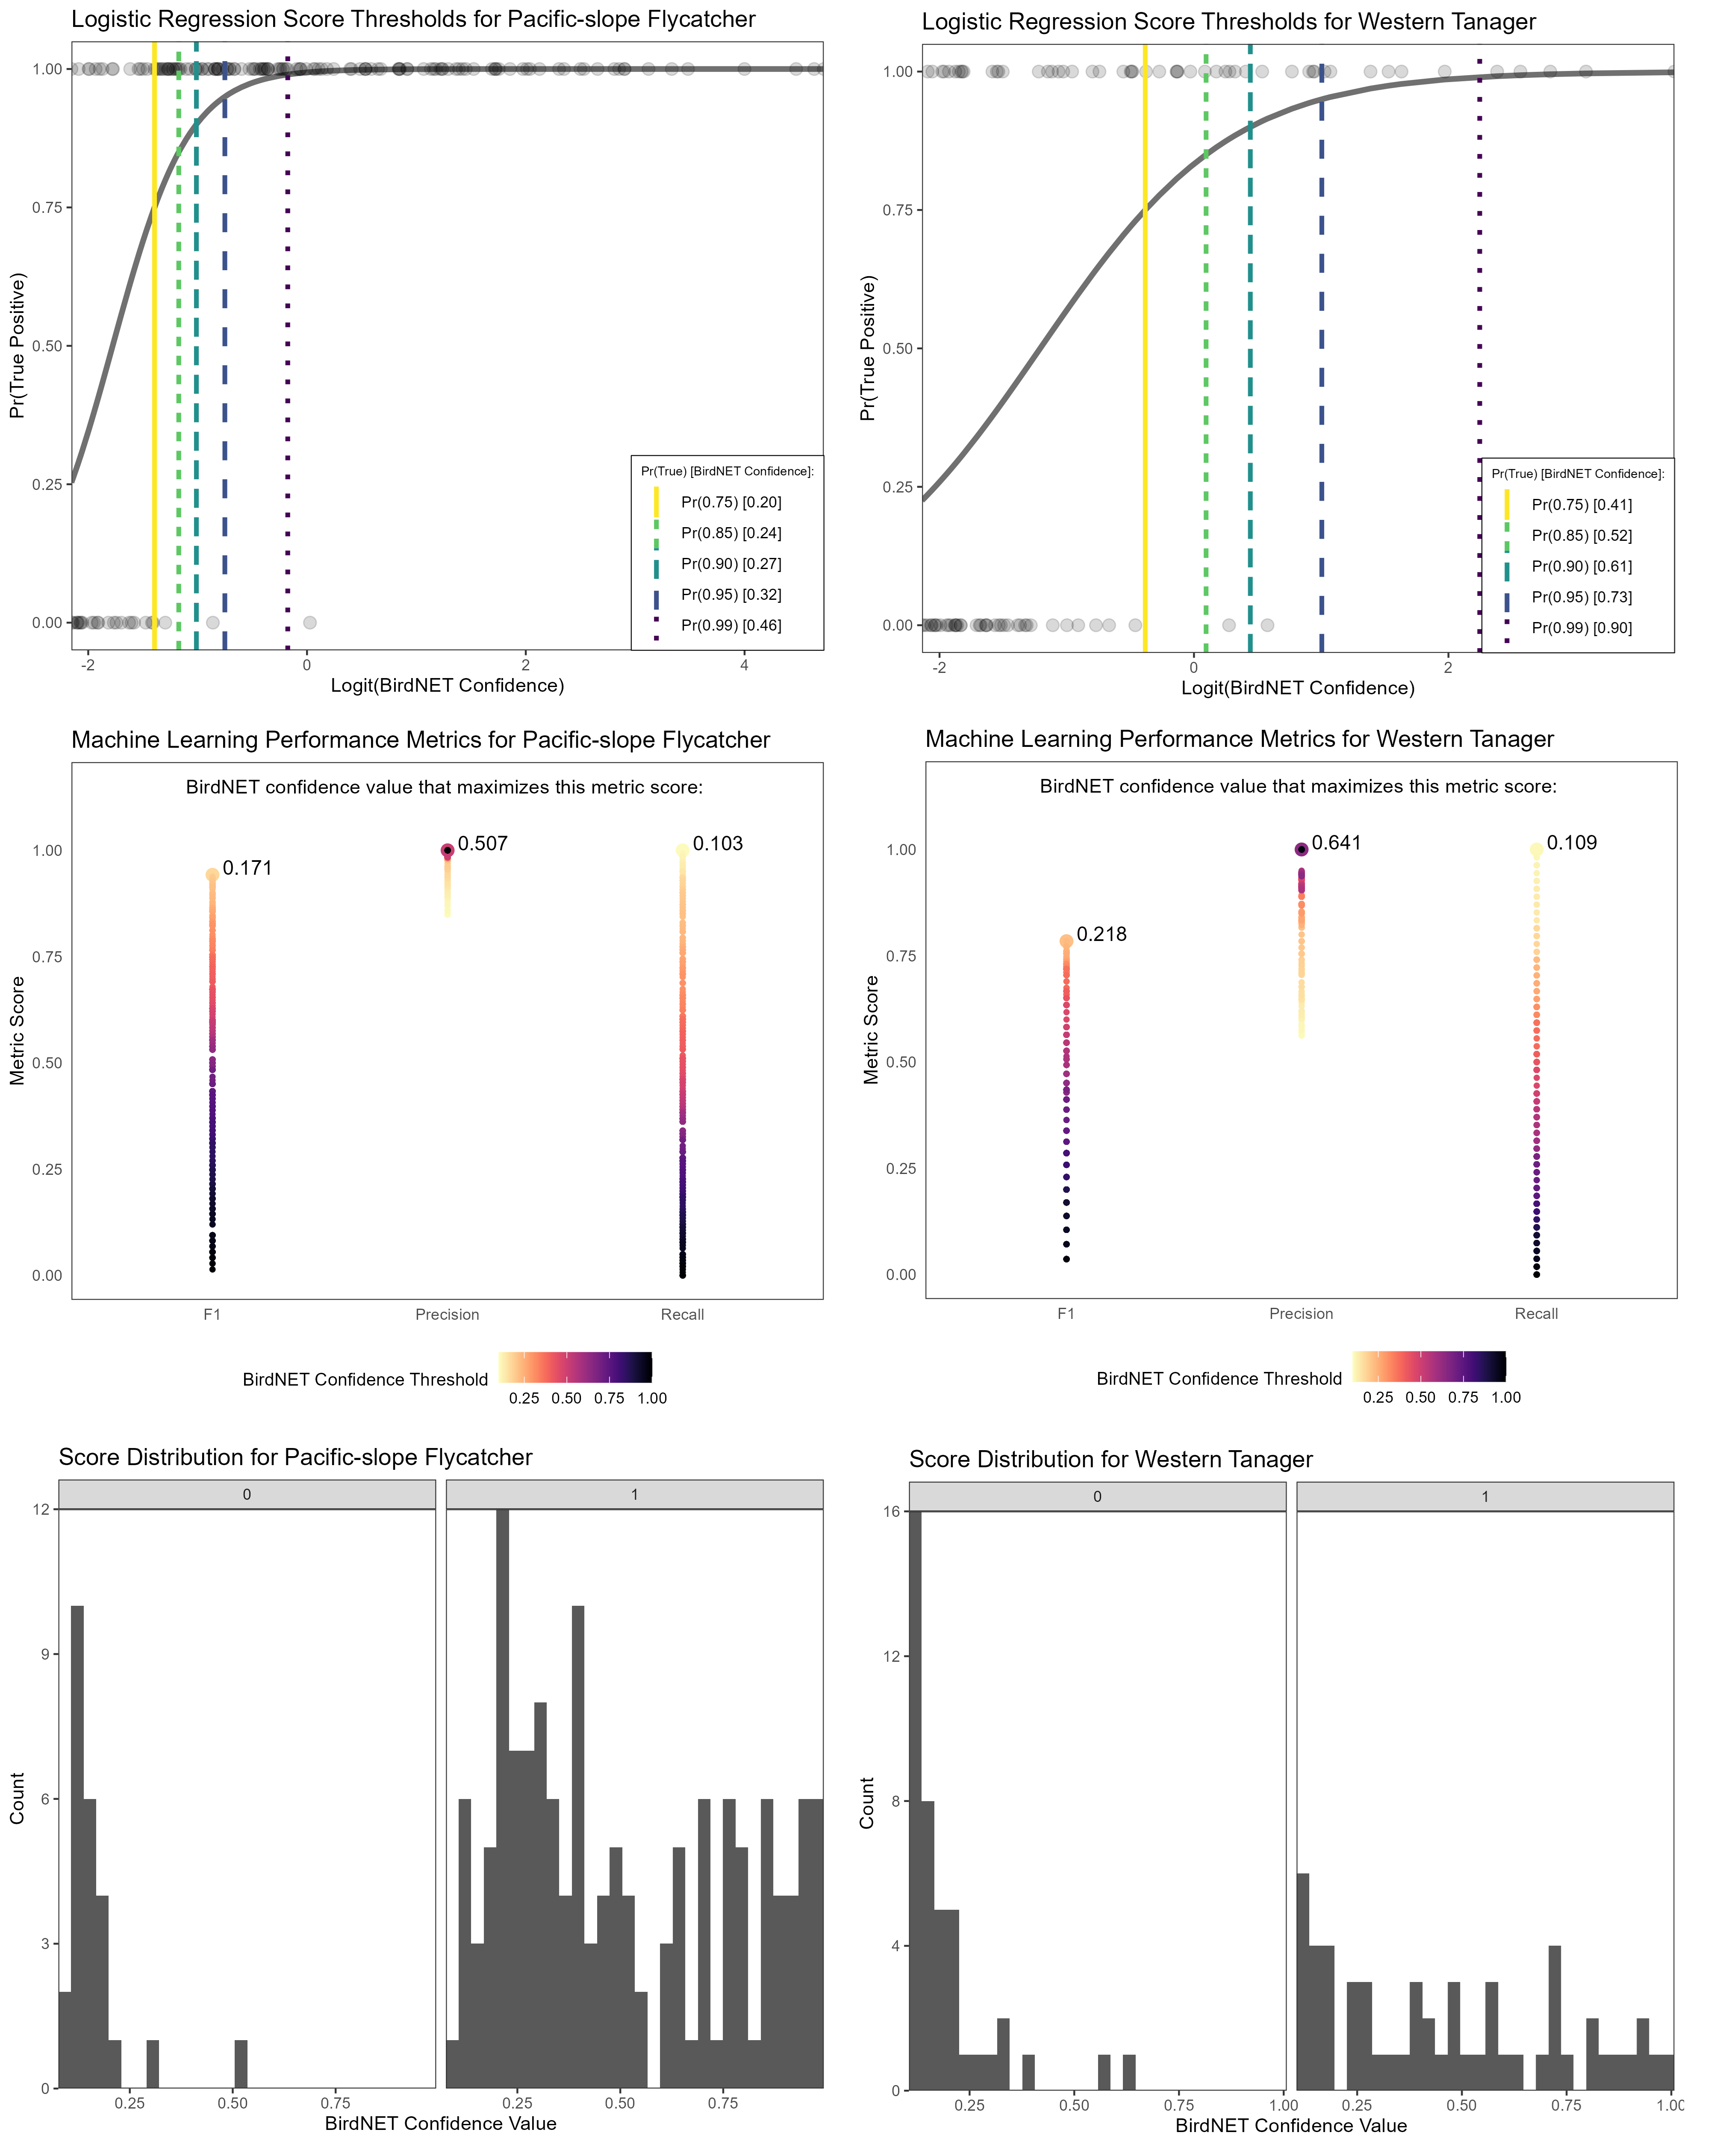 Logistic Regression Score Thresholds for Pacific-slope Flycatcher
1.00
0.75
0.50
0.25
0.00
Pr(True Positive)
-2
0
2
4
Logit(BirdNET Confidence)
Pr(True) [BirdNET Confidence]:
Pr(0.75) [0.20]
Pr(0.85) [0.24]
Pr(0.90) [0.27]
Pr(0.95) [0.32]
Pr(0.99) [0.46]
Logistic Regression Score Thresholds for Western Tanager
1.00
0.75
0.50
0.25
0.00
Pr(True Positive)
-2
0
2
Logit(BirdNET Confidence)
Pr(True) [BirdNET Confidence]:
Pr(0.75) [0.41]
Pr(0.85) [0.52]
Pr(0.90) [0.61]
Pr(0.95) [0.73]
Pr(0.99) [0.90]
Machine Learning Performance Metrics for Pacific-slope Flycatcher
BirdNET confidence value that maximizes this metric score:
0.171
0.507
0.103
1.00
0.75
0.50
0.25
0.00
Metric Score
F1
Precision
Recall
BirdNET Confidence Threshold
0.25 0.50 0.75 1.00
Machine Learning Performance Metrics for Western Tanager
BirdNET confidence value that maximizes this metric score:
0.218
0.641
0.109
1.00
0.75
0.50
0.25
0.00
Metric Score
F1
Precision
Recall
BirdNET Confidence Threshold
0.25 0.50 0.75 1.00
Score Distribution for Pacific-slope Flycatcher
0
1
12
9
6
3
0
Count
0.25 0.50 0.75
0.25 0.50 0.75
BirdNET Confidence Value
Score Distribution for Western Tanager
0
1
16
12
8
4
0
Count
0.25 0.50 0.75 1.00
0.25 0.50 0.75 1.00
BirdNET Confidence Value